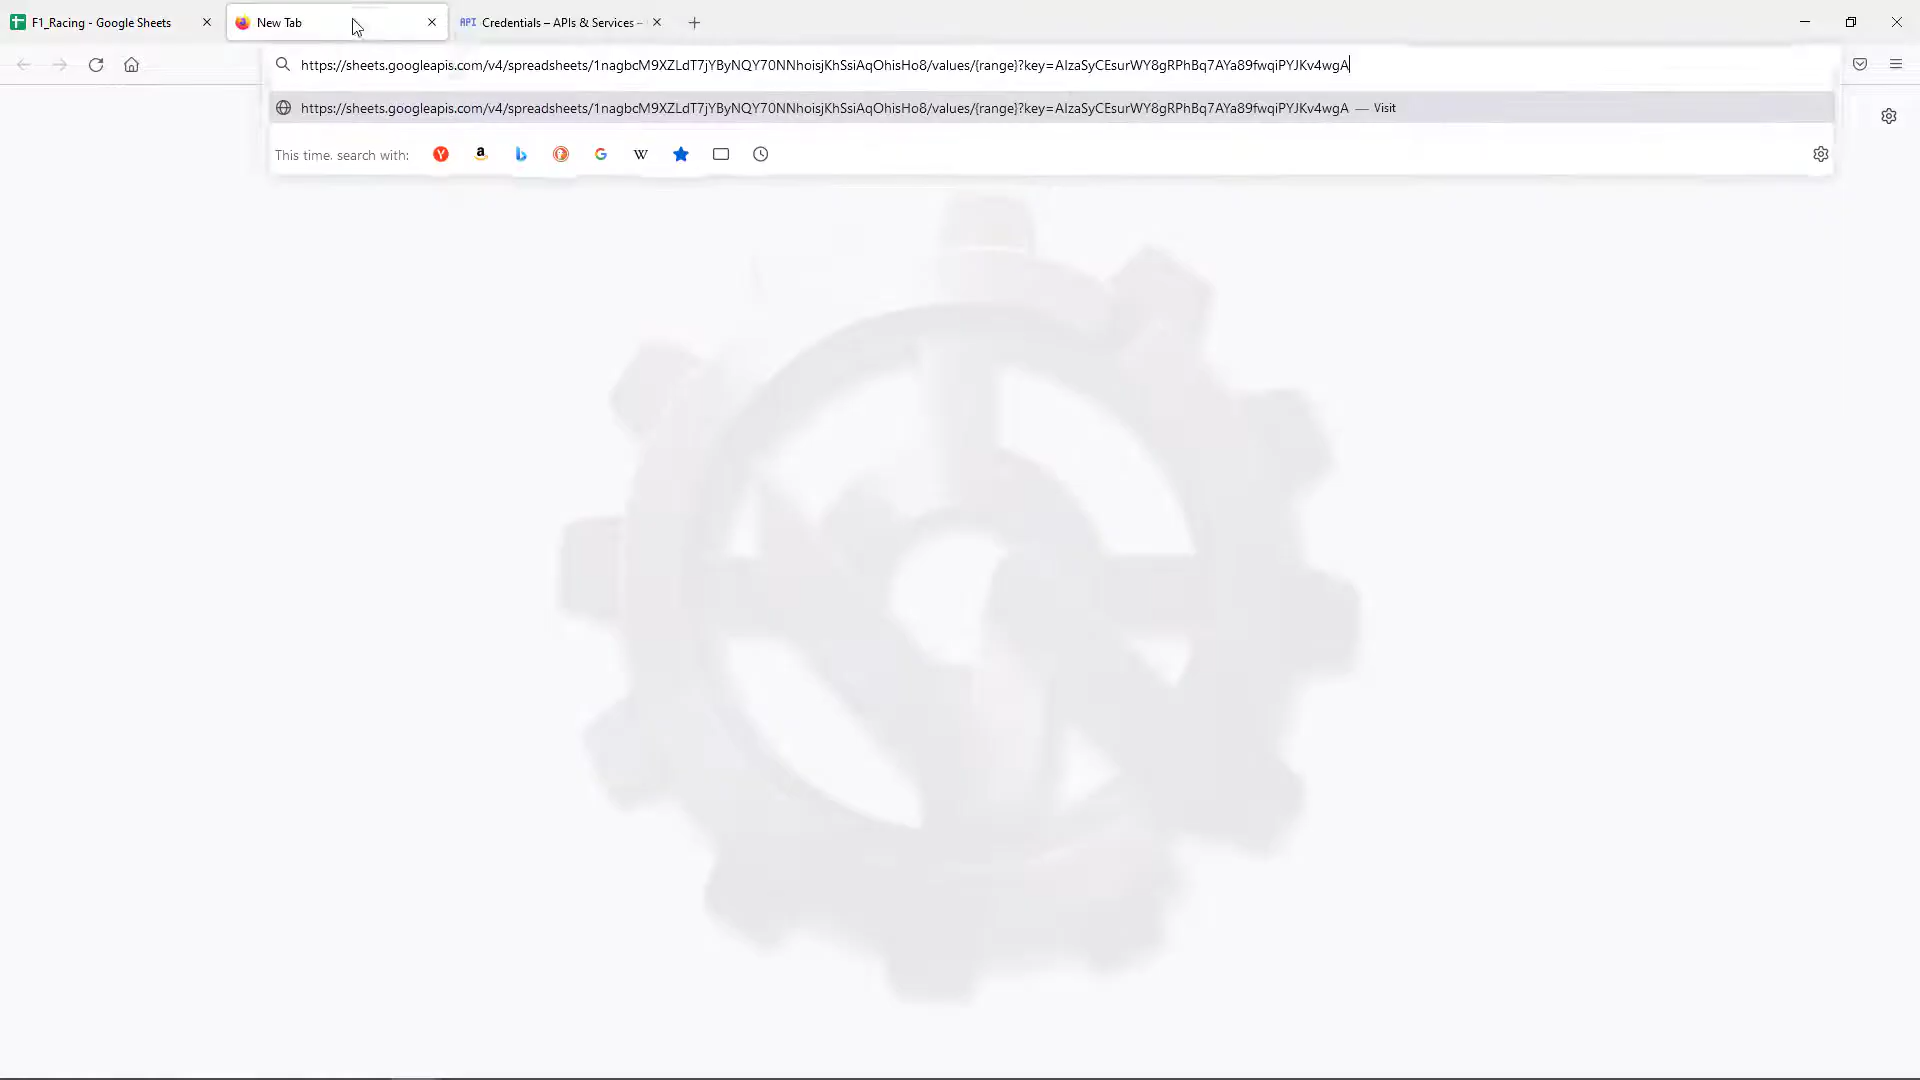 F1_Racing - Google Sheets
New Tab
API Credentials – APIs & Services –
https://sheets.googleapis.com/v4/spreadsheets/1nagbcM9XZLdT7jYByNQY70NNhoisjKhSsiAqOhisHo8/values/{range}?key=AIzaSyCEsurWY8gRPhBq7AYa89fwqiPYJKv4wgA
https://sheets.googleapis.com/v4/spreadsheets/1nagbcM9XZLdT7jYByNQY70NNhoisjKhSsiAqOhisHo8/values/{range}?key=AIzaSyCEsurWY8gRPhBq7AYa89fwqiPYJKv4wgA — Visit
This time, search with: